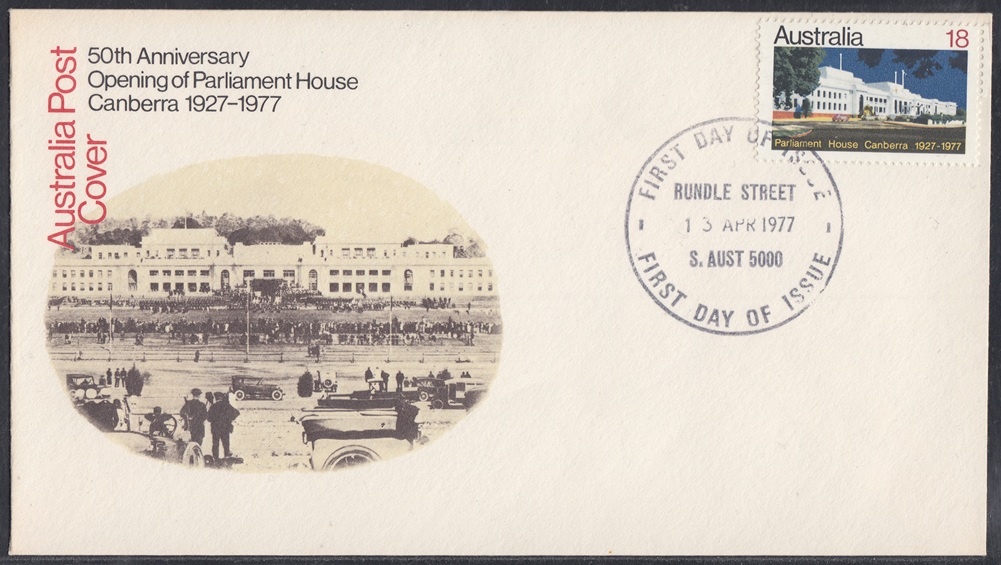 Australia Post
Cover
50th Anniversary
Opening of Parliament House
Canberra 1927–1977
Australia 18
Parliament House Canberra 1927-1977
FIRST DAY OF ISSUE
RUNDLE STREET
13 APR 1977
S. AUST 5000
FIRST DAY OF ISSUE